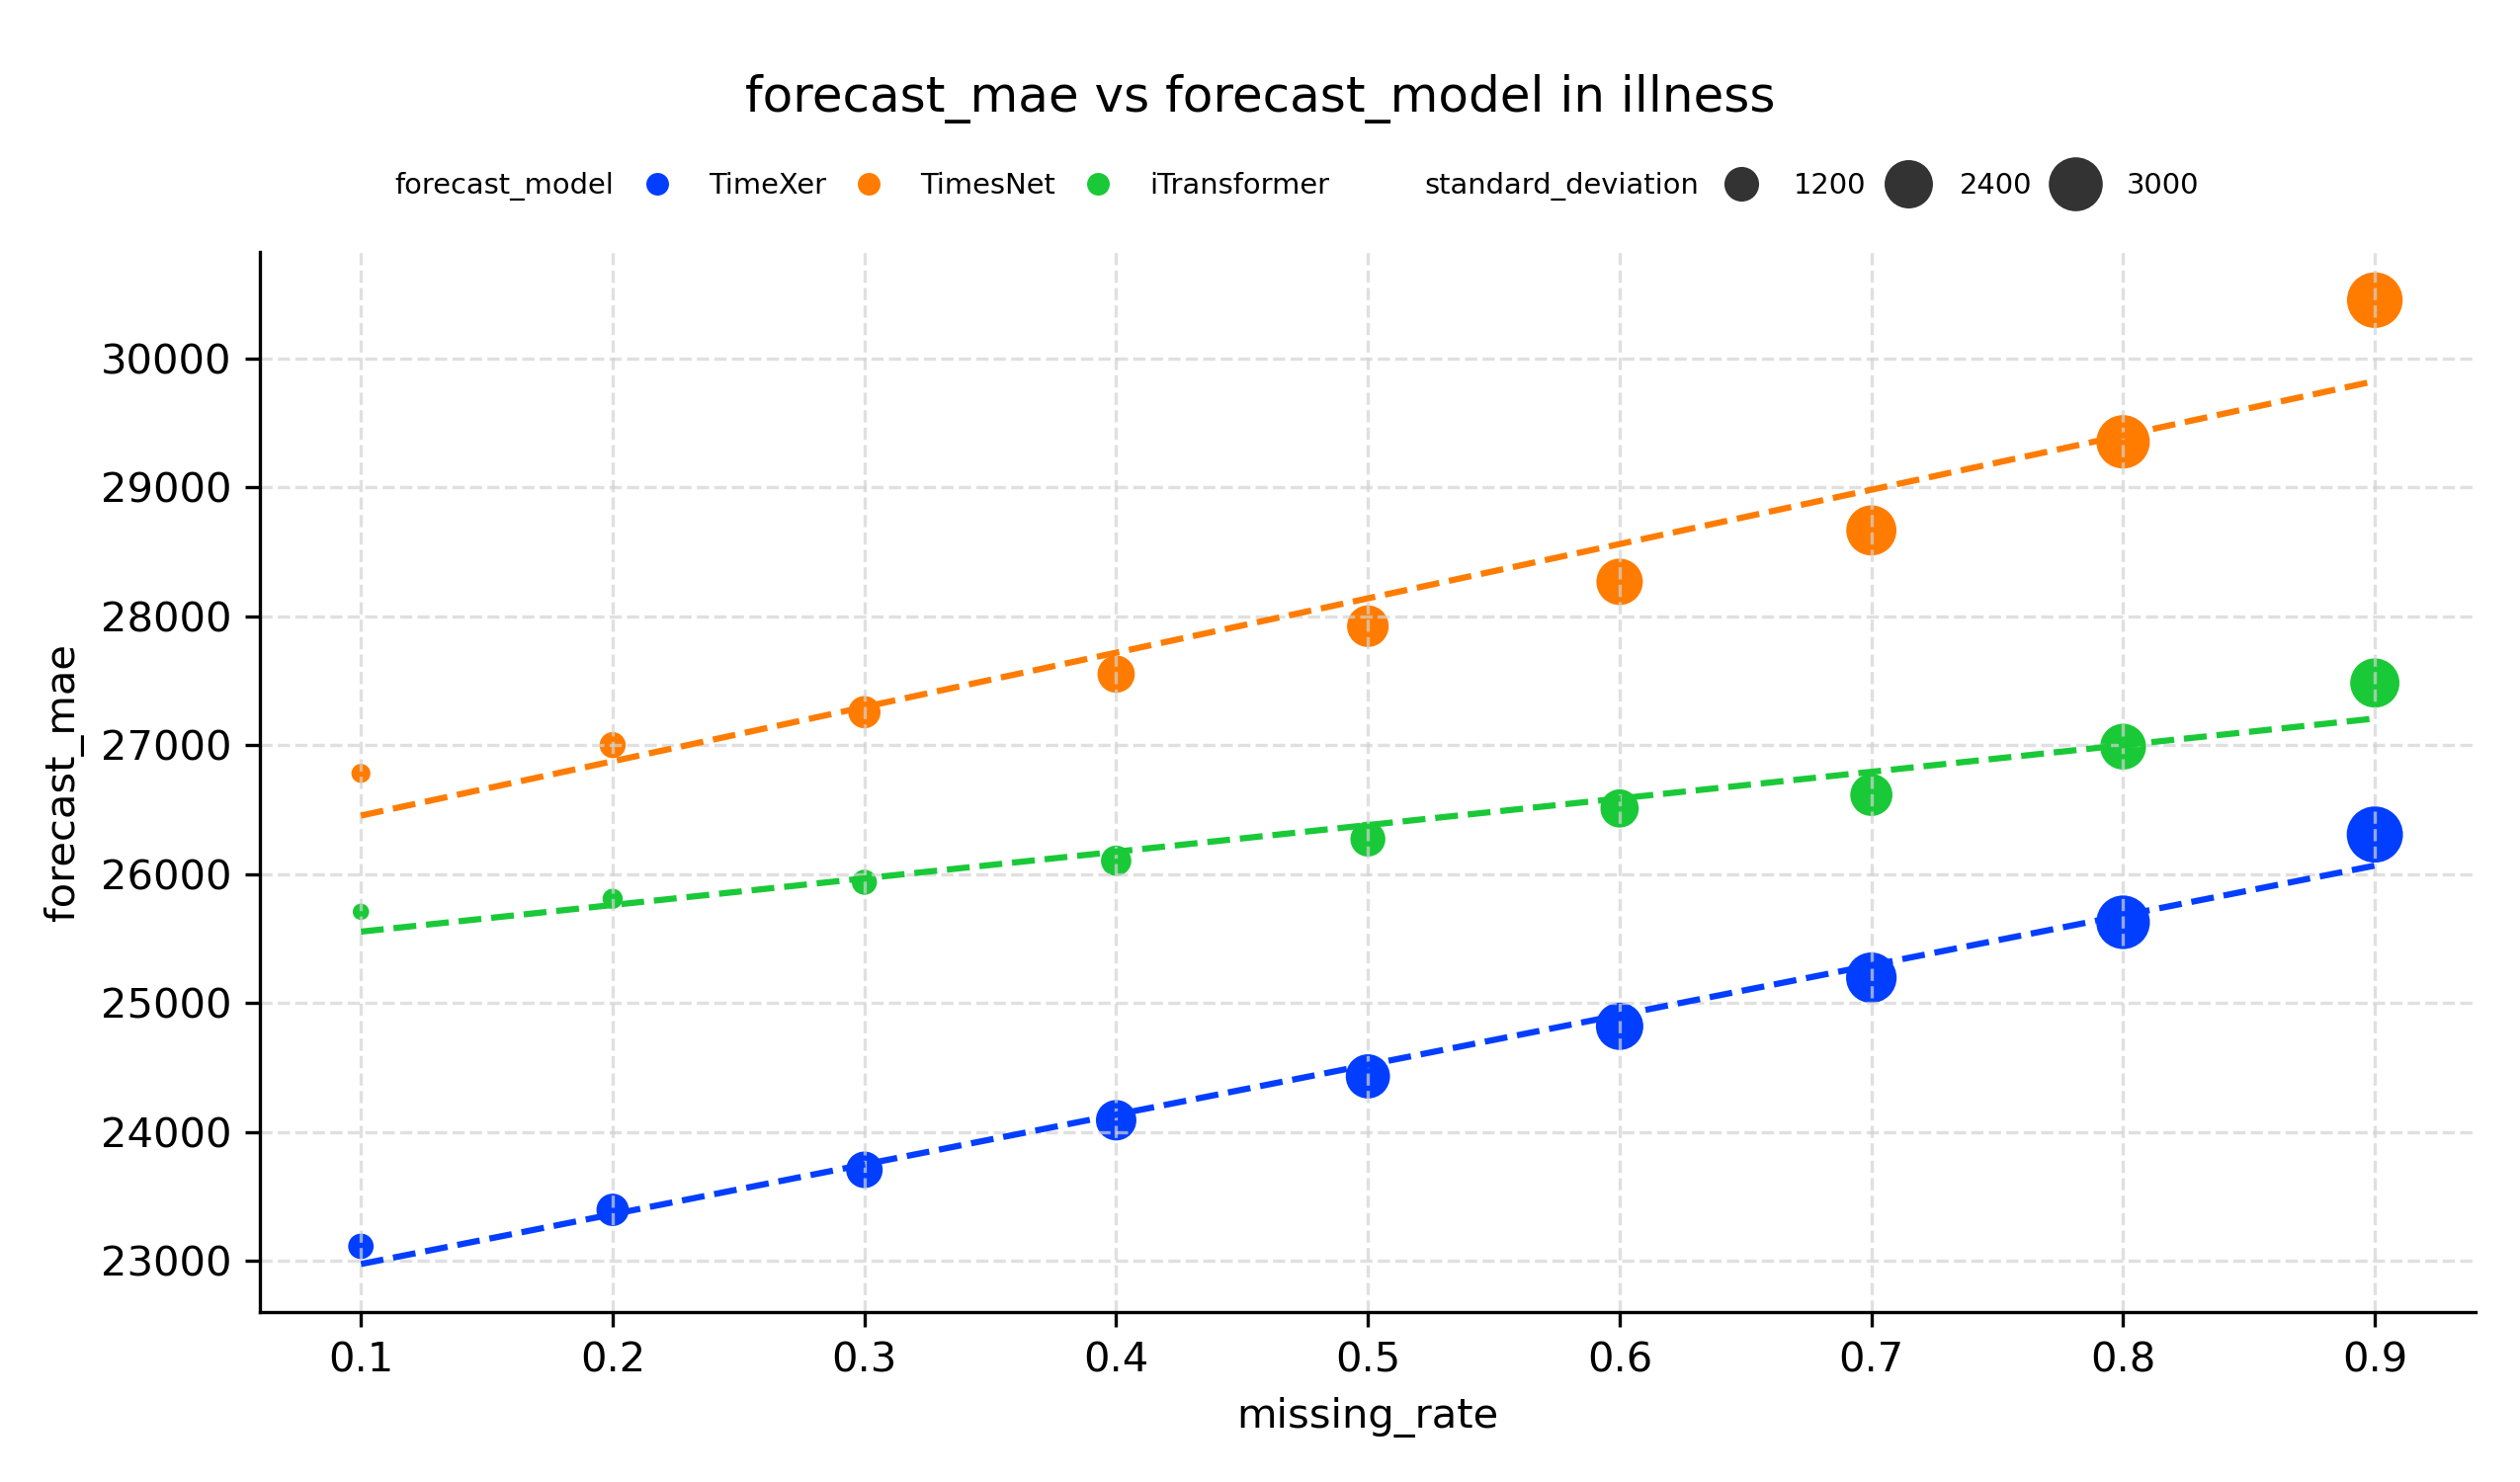 forecast_mae vs forecast_model in illness
forecast_model TimeXer TimesNet iTransformer standard_deviation 1200 2400 3000
30000
29000
28000
27000
26000
25000
24000
23000
forecast_mae
0.1 0.2 0.3 0.4 0.5 0.6 0.7 0.8 0.9
missing_rate